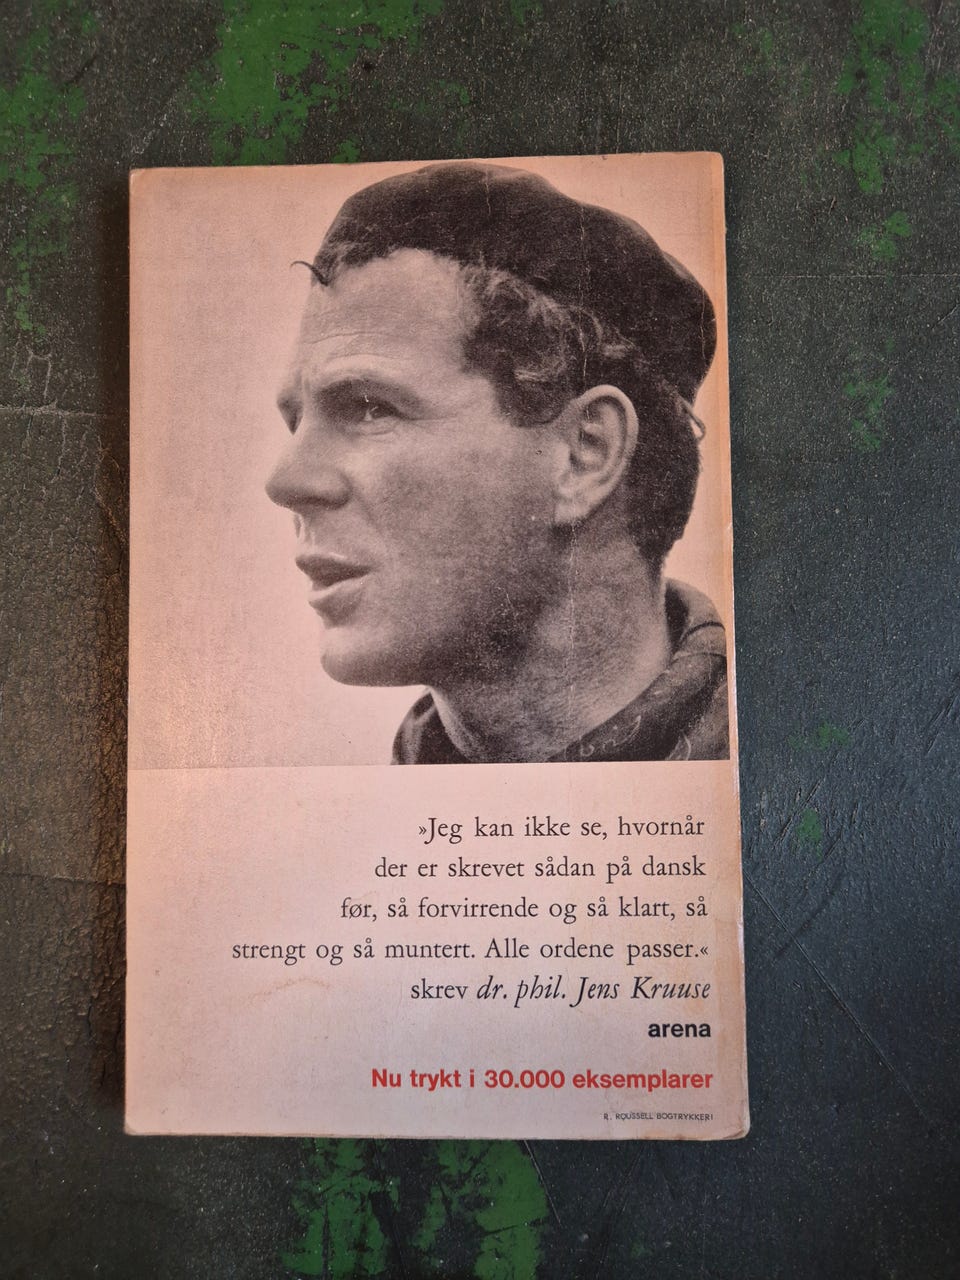 »Jeg kan ikke se, hvornår
der er skrevet sådan på dansk
før, så forvirrende og så klart, så
strengt og så muntert. Alle ordene passer.«
skrev dr. phil. Jens Kruuse
arena
Nu trykt i 30.000 eksemplarer
R. ROUSSELL BOGTRYKKERI